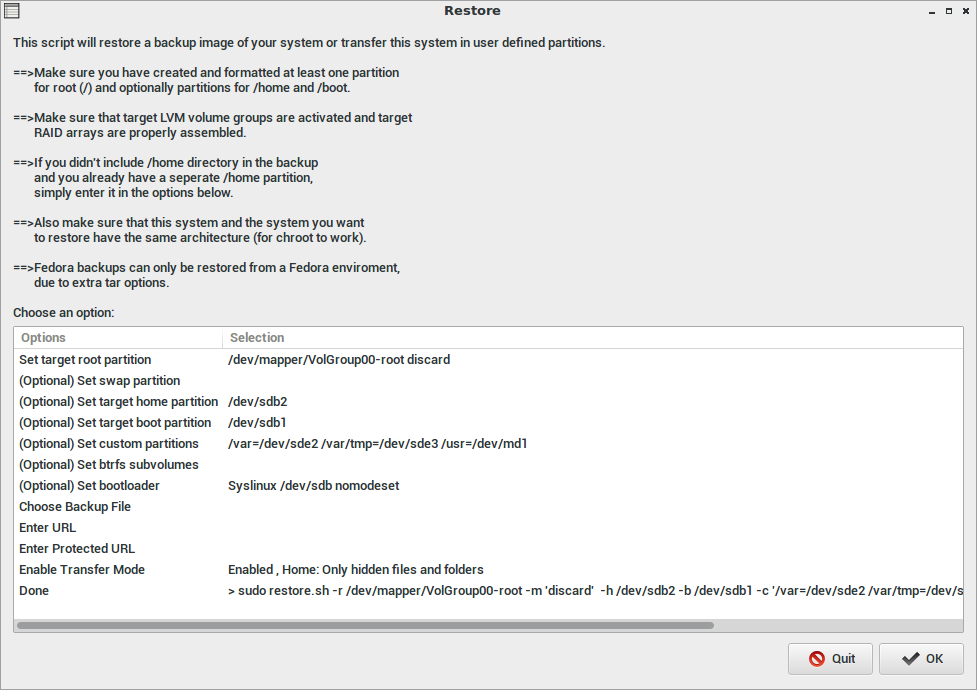 Restore
This script will restore a backup image of your system or transfer this system in user defined partitions.
==>Make sure you have created and formatted at least one partition
for root (/) and optionally partitions for /home and /boot.
==>Make sure that target LVM volume groups are activated and target
RAID arrays are properly assembled.
==>If you didn't include /home directory in the backup
and you already have a seperate /home partition,
simply enter it in the options below.
==>Also make sure that this system and the system you want
to restore have the same architecture (for chroot to work).
==>Fedora backups can only be restored from a Fedora enviroment,
due to extra tar options.
Choose an option:
Options Selection
Set target root partition /dev/mapper/VolGroup00-root discard
(Optional) Set swap partition
(Optional) Set target home partition /dev/sdb2
(Optional) Set target boot partition /dev/sdb1
(Optional) Set custom partitions /var=/dev/sde2 /var/tmp=/dev/sde3 /usr=/dev/md1
(Optional) Set btrfs subvolumes
(Optional) Set bootloader Syslinux /dev/sdb nomodeset
Choose Backup File
Enter URL
Enter Protected URL
Enable Transfer Mode Enabled , Home: Only hidden files and folders
Done > sudo restore.sh -r /dev/mapper/VolGroup00-root -m 'discard'  -h /dev/sdb2 -b /dev/sdb1 -c '/var=/dev/sde2 /var/tmp=/dev/s
Quit OK